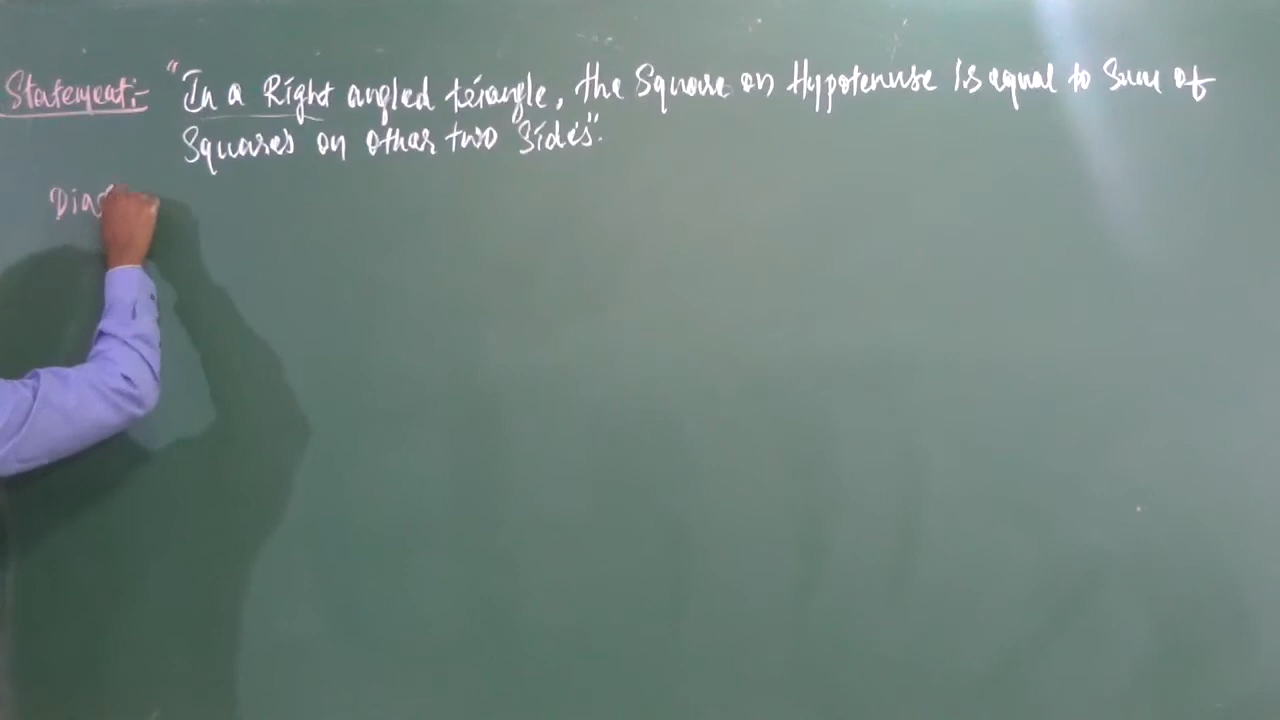 Statement:- "In a Right angled triangle, the Square on Hypotenuse is equal to Sum of
Squares on other two sides".
Diag